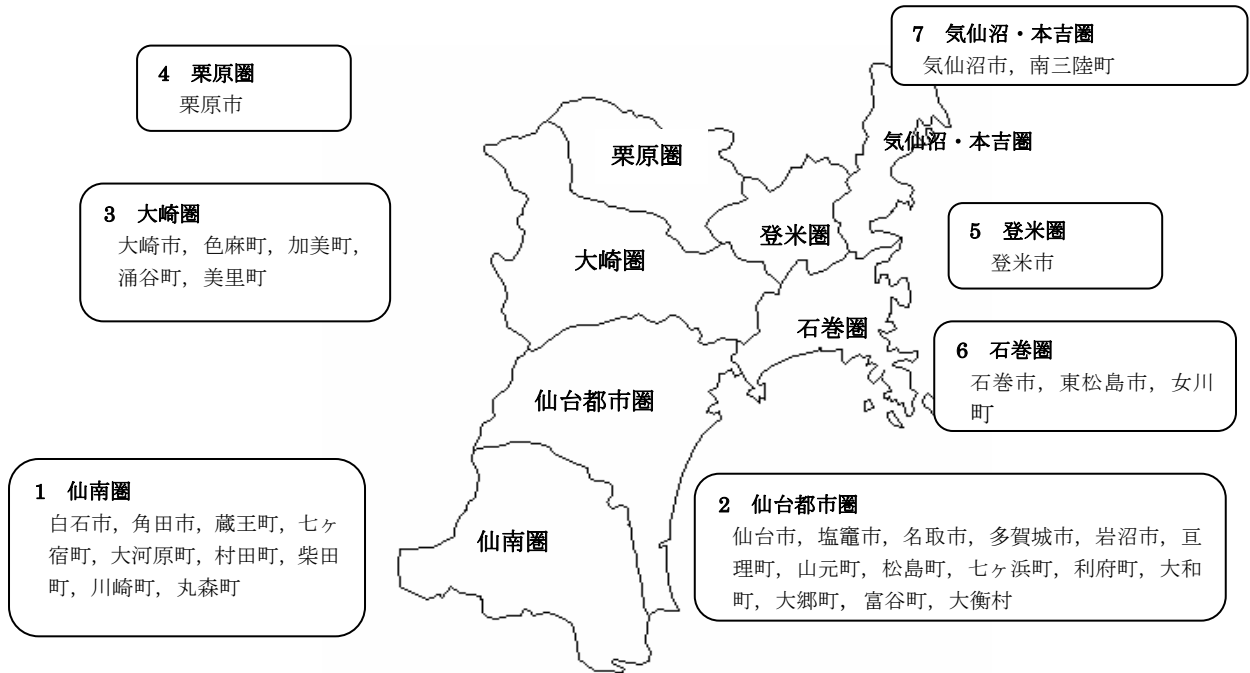 7 気仙沼・本吉圏
気仙沼市，南三陸町
4 栗原圏
栗原市
気仙沼・本吉圏
栗原圏
3 大崎圏
大崎市，色麻町，加美町，
涌谷町，美里町
登米圏
5 登米圏
登米市
大崎圏
石巻圏
6 石巻圏
石巻市，東松島市，女川
町
仙台都市圏
1 仙南圏
白石市，角田市，蔵王町，七ヶ
宿町，大河原町，村田町，柴田
町，川崎町，丸森町
仙南圏
2 仙台都市圏
仙台市，塩竈市，名取市，多賀城市，岩沼市，亘
理町，山元町，松島町，七ヶ浜町，利府町，大和
町，大郷町，富谷町，大衡村